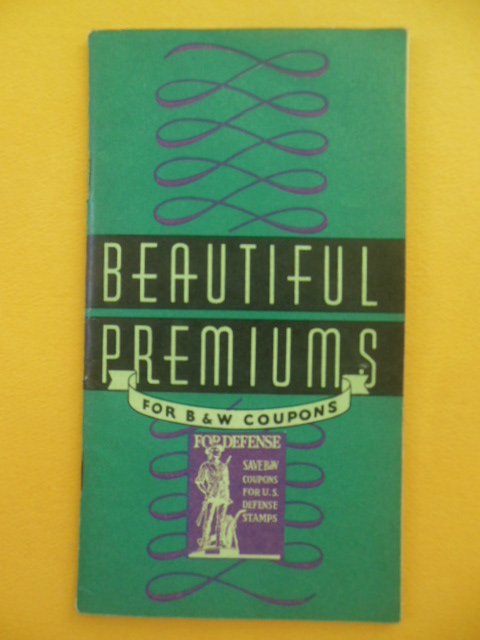 BEAUTIFUL
PREMIUMS
FOR B & W COUPONS
FOR DEFENSE
SAVE B&W
COUPONS
FOR U.S.
DEFENSE
STAMPS